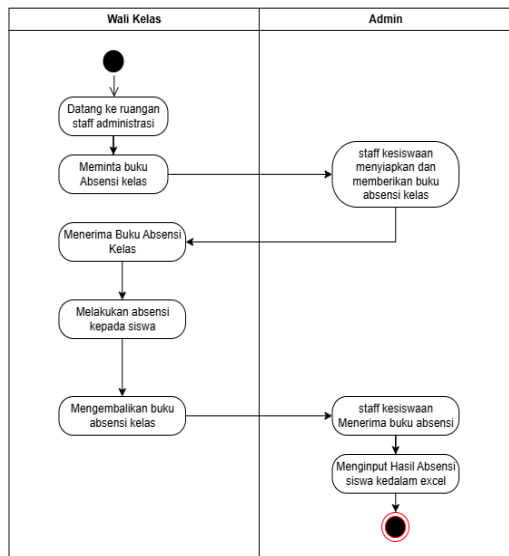 Wali Kelas
Admin
Datang ke ruangan
staff administrasi
Meminta buku
Absensi kelas
staff kesiswaan
menyiapkan dan
memberikan buku
absensi kelas
Menerima Buku Absensi
Kelas
Melakukan absensi
kepada siswa
Mengembalikan buku
absensi kelas
staff kesiswaan
Menerima buku absensi
Menginput Hasil Absensi
siswa kedalam excel